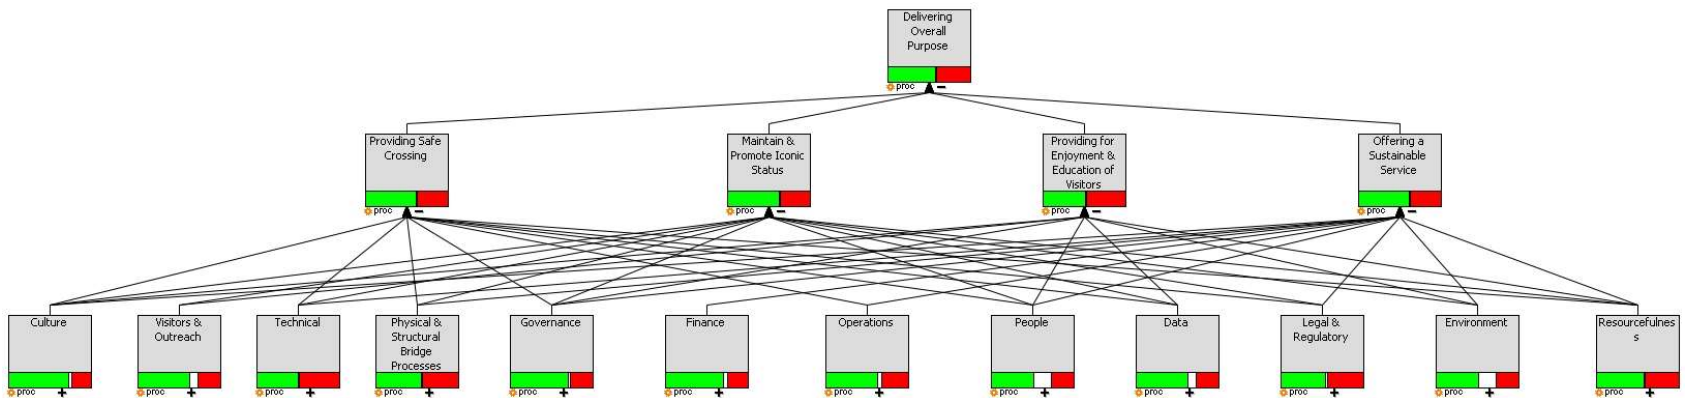 Delivering
Overall
Purpose
proc
Providing Safe
Crossing
proc
Maintain &
Promote Iconic
Status
proc
Providing for
Enjoyment &
Education of
Visitors
proc
Offering a
Sustainable
Service
proc
Culture
proc
Visitors &
Outreach
proc
Technical
proc
Physical &
Structural
Bridge
Processes
proc
Governance
proc
Finance
proc
Operations
proc
People
proc
Data
proc
Legal &
Regulatory
proc
Environment
proc
Resourcefulnes
s
proc